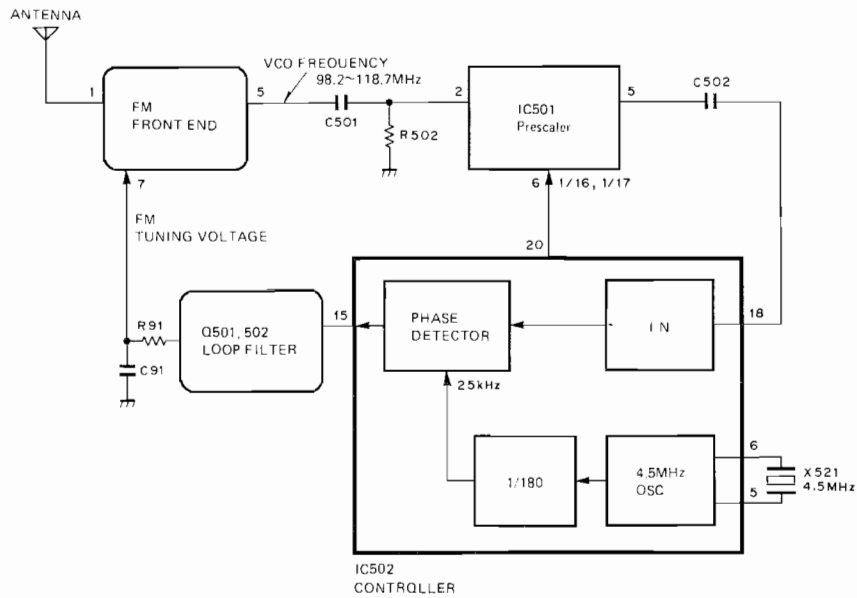 ANTENNA
VCO FREQUENCY
98.2~118.7MHz
1
FM
FRONT END
5
C501
R502
2
IC501
Prescaler
5
C502
7
6
1/16, 1/17
FM
TUNING VOLTAGE
20
R91
C91
Q501, 502
LOOP FILTER
15
PHASE
DETECTOR
1N
18
25kHz
1/180
4.5MHz
OSC
6
5
X521
4.5MHz
IC502
CONTROLLER